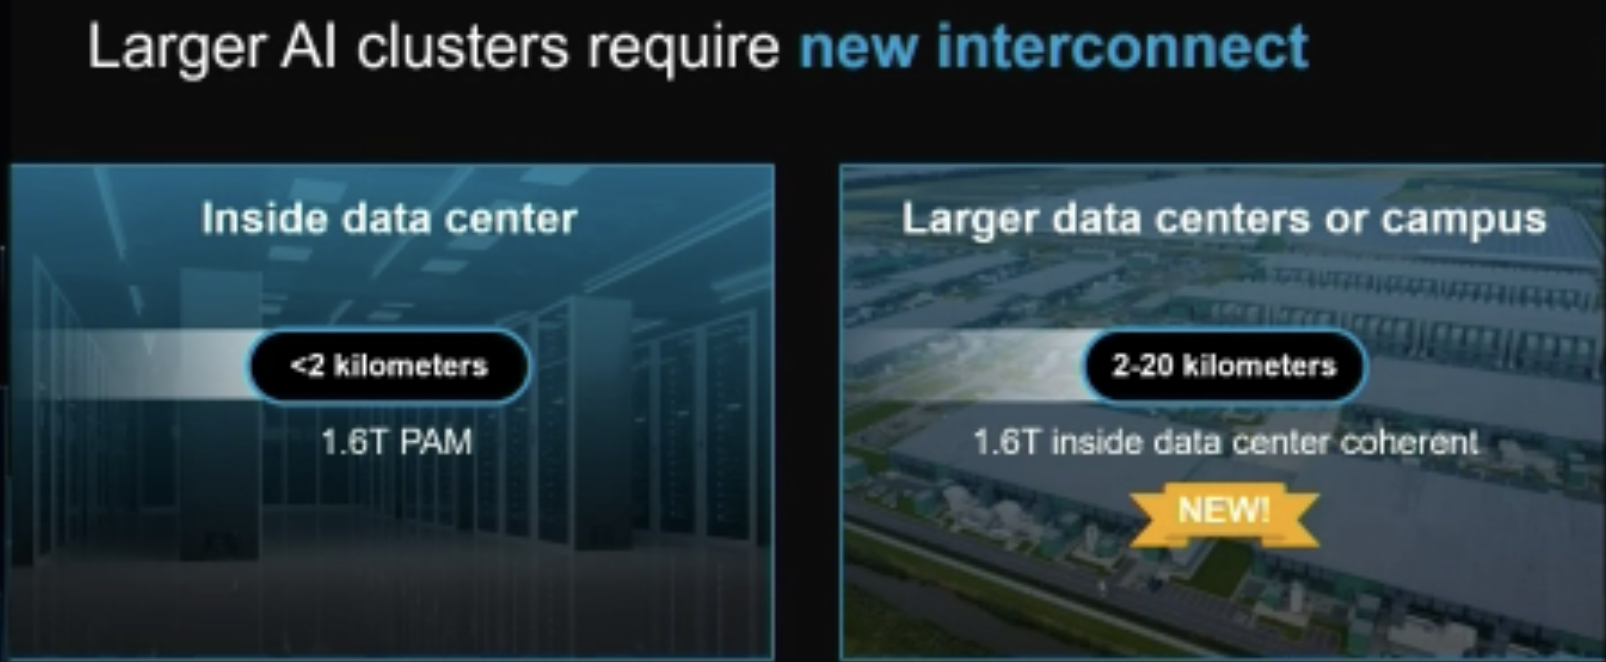 Larger AI clusters require new interconnect
Inside data center
<2 kilometers
1.6T PAM
Larger data centers or campus
2-20 kilometers
1.6T inside data center coherent
NEW!